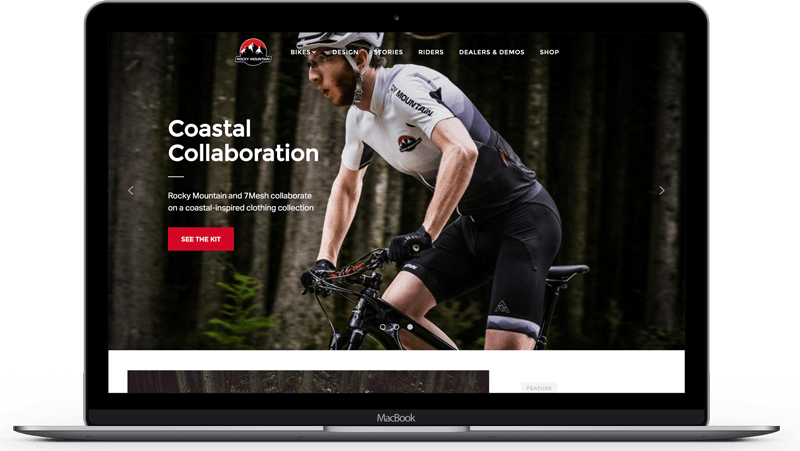 ROCKY MOUNTAIN
BIKES DESIGN STORIES RIDERS DEALERS & DEMOS SHOP
Y MOUNTAIN
Coastal
Collaboration
Rocky Mountain and 7Mesh collaborate
on a coastal-inspired clothing collection
SEE THE KIT
FEATURE
MacBook